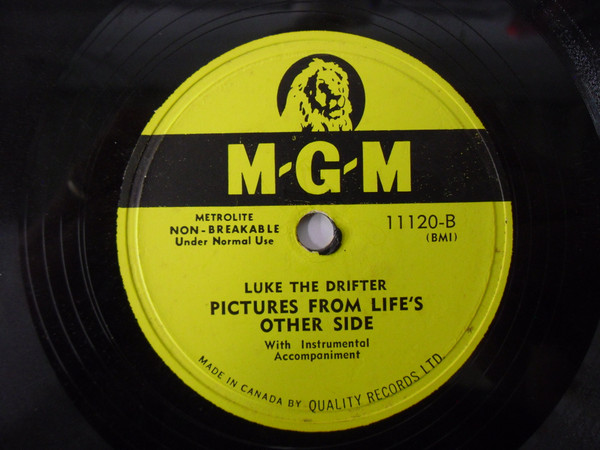 M-G-M
METROLITE
NON-BREAKABLE
Under Normal Use
11120-B
(BMI)
LUKE THE DRIFTER
PICTURES FROM LIFE'S
OTHER SIDE
With Instrumental
Accompaniment
MADE IN CANADA BY QUALITY RECORDS LTD.